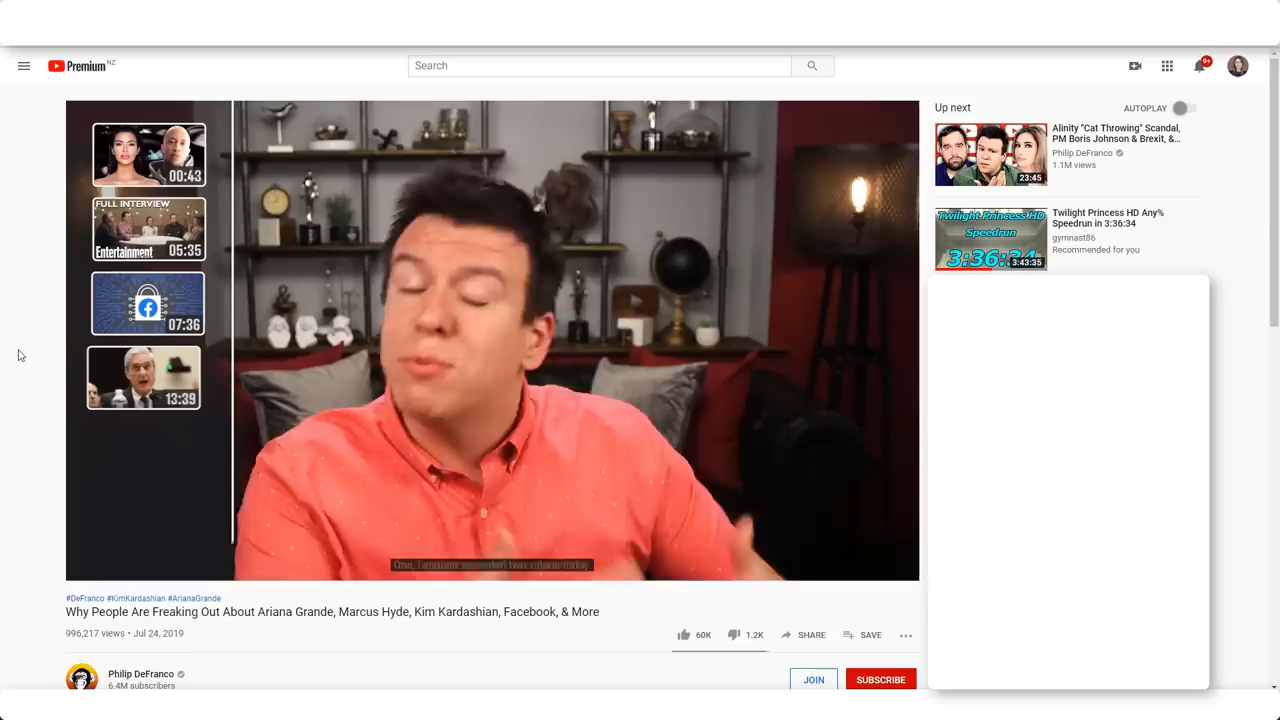 Premium NZ
Search
9+
00:43
FULL INTERVIEW
Entertainment
05:35
07:36
13:39
#DeFranco #KimKardashian #ArianaGrande
Why People Are Freaking Out About Ariana Grande, Marcus Hyde, Kim Kardashian, Facebook, & More
996,217 views • Jul 24, 2019
60K
1.2K
SHARE
SAVE
Philip DeFranco
6.4M subscribers
JOIN
SUBSCRIBE
Up next
AUTOPLAY
Alinity "Cat Throwing" Scandal,
PM Boris Johnson & Brexit, &...
Philip DeFranco
1.1M views
23:45
Twilight Princess HD Any%
Speedrun in 3:36:34
gymnast86
Recommended for you
Twilight Princess HD
Speedrun
3:36:34
3:43:35